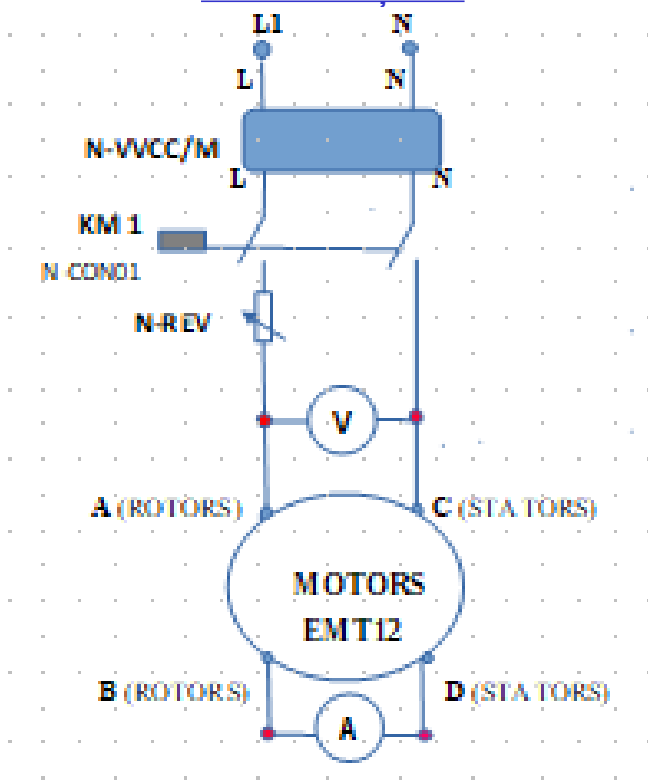 L1 N
L N
N-VVCC/M
L N
KM 1
N-CON01
N-REV
V
A (ROTORS) C (STATORS)
MOTORS
EMT12
B (ROTORS) D (STATORS)
A